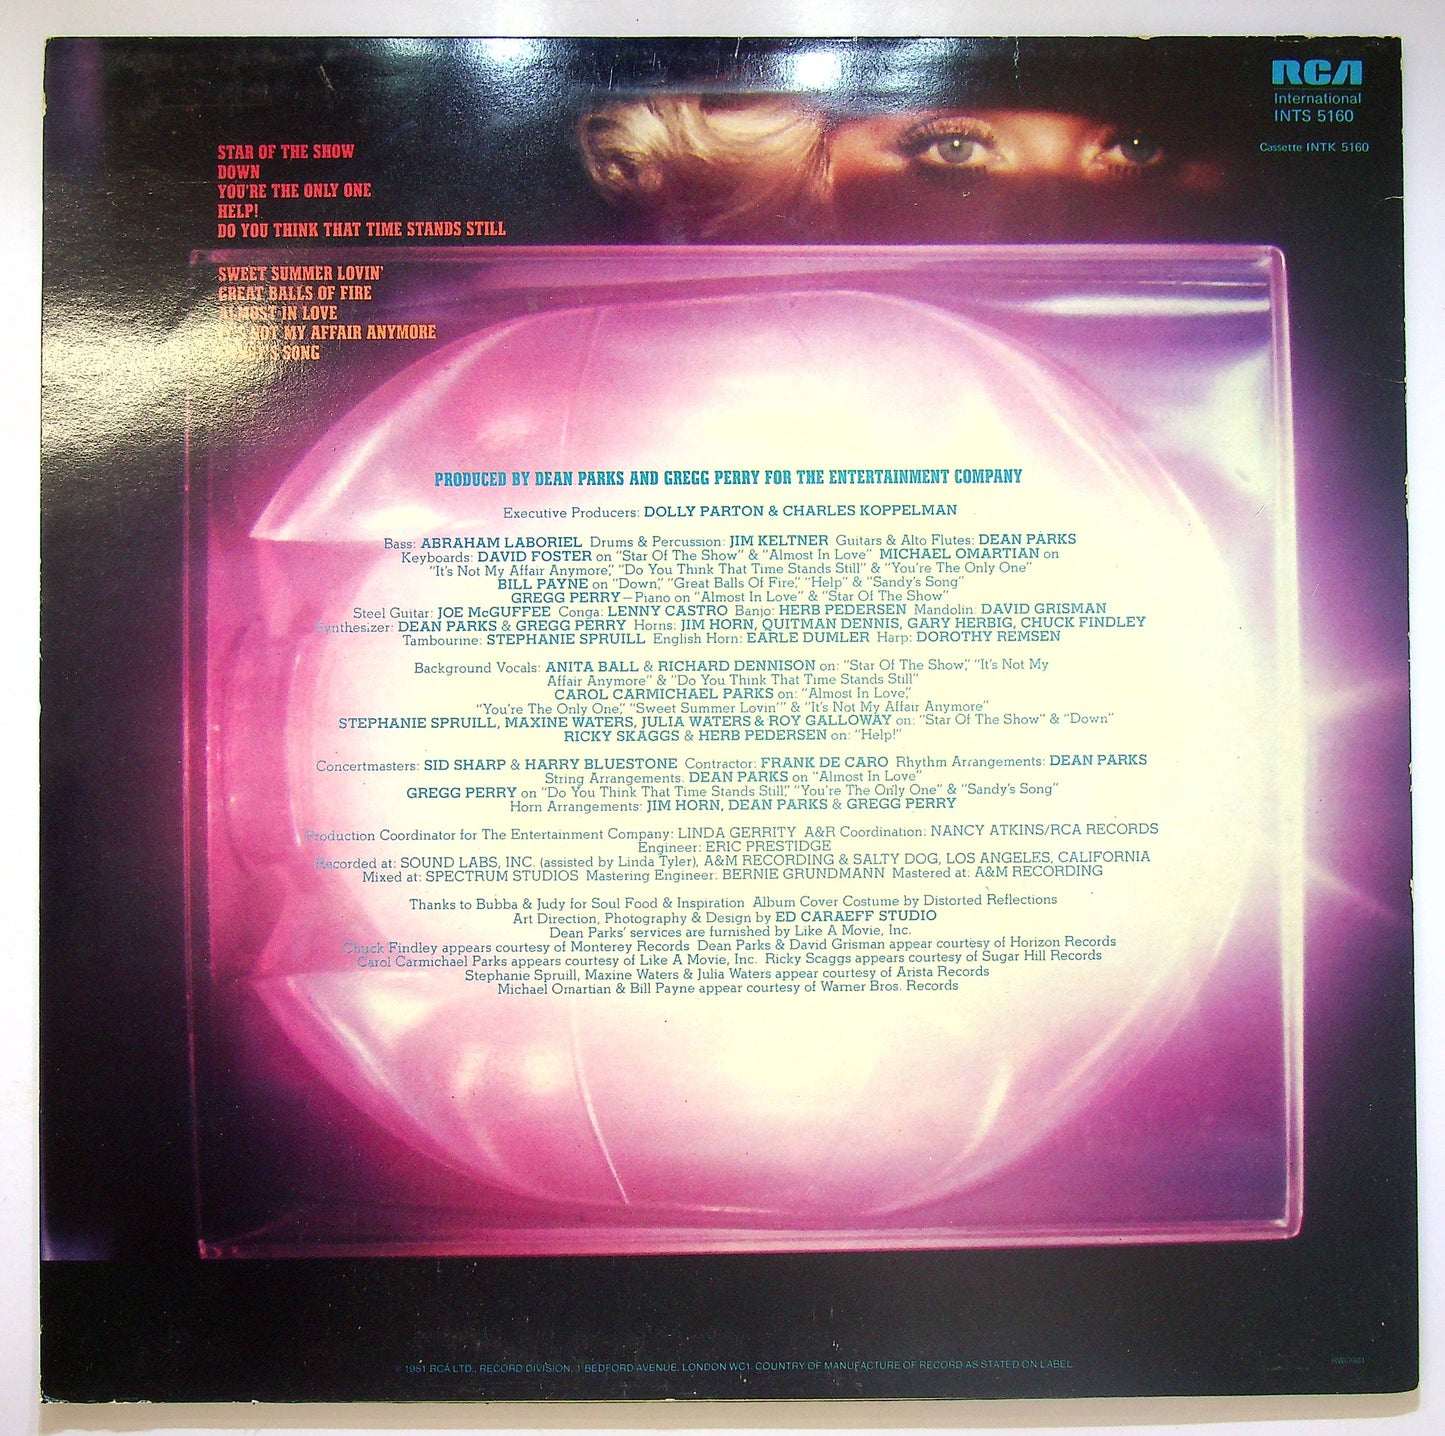 RCA
International
INTS 5160
Cassette INTK 5160
STAR OF THE SHOW
DOWN
YOU'RE THE ONLY ONE
HELP!
DO YOU THINK THAT TIME STANDS STILL
SWEET SUMMER LOVIN'
GREAT BALLS OF FIRE
ALMOST IN LOVE
NOT MY AFFAIR ANYMORE
SONG
PRODUCED BY DEAN PARKS AND GREGG PERRY FOR THE ENTERTAINMENT COMPANY
Executive Producers: DOLLY PARTON & CHARLES KOPPELMAN
Bass: ABRAHAM LABORIEL Drums & Percussion: JIM KELTNER Guitars & Alto Flutes: DEAN PARKS
Keyboards: DAVID FOSTER on "Star Of The Show" & "Almost In Love" MICHAEL OMARTIAN on
"It's Not My Affair Anymore," "Do You Think That Time Stands Still" & "You're The Only One"
BILL PAYNE on "Down," "Great Balls Of Fire," "Help" & "Sandy's Song"
GREGG PERRY – Piano on "Almost In Love" & "Star Of The Show"
Steel Guitar: JOE McGUFFEE Conga: LENNY CASTRO Banjo: HERB PEDERSEN Mandolin: DAVID GRISMAN
Synthesizer: DEAN PARKS & GREGG PERRY Horns: JIM HORN, QUITMAN DENNIS, GARY HERBIG, CHUCK FINDLEY
Tambourine: STEPHANIE SPRUILL English Horn: EARLE DUMLER Harp: DOROTHY REMSEN
Background Vocals: ANITA BALL & RICHARD DENNISON on: "Star Of The Show," "It's Not My
Affair Anymore" & "Do You Think That Time Stands Still"
CAROL CARMICHAEL PARKS on: "Almost In Love,"
"You're The Only One," "Sweet Summer Lovin'" & "It's Not My Affair Anymore"
STEPHANIE SPRUILL, MAXINE WATERS, JULIA WATERS & ROY GALLOWAY on: "Star Of The Show" & "Down"
RICKY SKAGGS & HERB PEDERSEN on: "Help!"
Concertmasters: SID SHARP & HARRY BLUESTONE Contractor: FRANK DE CARO Rhythm Arrangements: DEAN PARKS
String Arrangements. DEAN PARKS on "Almost In Love"
GREGG PERRY on "Do You Think That Time Stands Still," "You're The Only One" & "Sandy's Song"
Horn Arrangements: JIM HORN, DEAN PARKS & GREGG PERRY
Production Coordinator for The Entertainment Company: LINDA GERRITY A&R Coordination: NANCY ATKINS/RCA RECORDS
Engineer: ERIC PRESTIDGE
Recorded at: SOUND LABS, INC. (assisted by Linda Tyler), A&M RECORDING & SALTY DOG, LOS ANGELES, CALIFORNIA
Mixed at: SPECTRUM STUDIOS Mastering Engineer: BERNIE GRUNDMANN Mastered at: A&M RECORDING
Thanks to Bubba & Judy for Soul Food & Inspiration Album Cover Costume by Distorted Reflections
Art Direction, Photography & Design by ED CARAEFF STUDIO
Dean Parks' services are furnished by Like A Movie, Inc.
Chuck Findley appears courtesy of Monterey Records Dean Parks & David Grisman appear courtesy of Horizon Records
Carol Carmichael Parks appears courtesy of Like A Movie, Inc. Ricky Scaggs appears courtesy of Sugar Hill Records
Stephanie Spruill, Maxine Waters & Julia Waters appear courtesy of Arista Records
Michael Omartian & Bill Payne appear courtesy of Warner Bros. Records
1981 RCA LTD., RECORD DIVISION, 1 BEDFORD AVENUE, LONDON WC1. COUNTRY OF MANUFACTURE OF RECORD AS STATED ON LABEL.